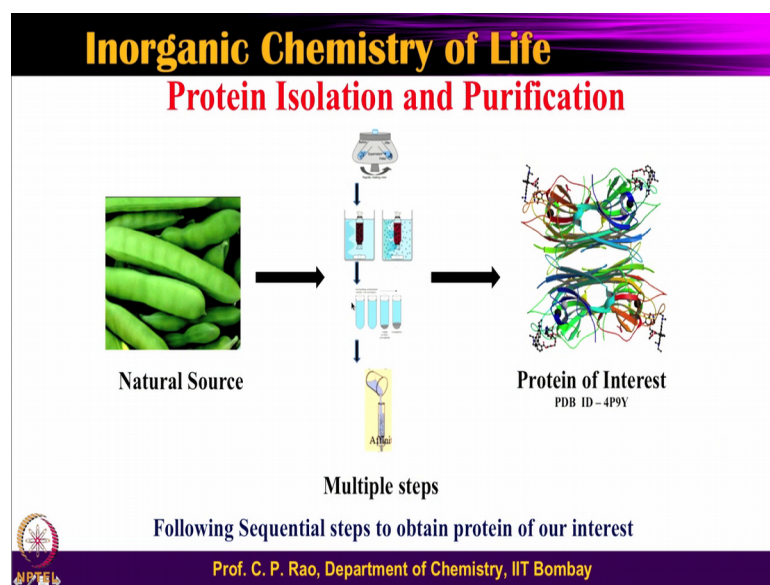 Inorganic Chemistry of Life
Protein Isolation and Purification
Natural Source
Affini
Protein of Interest
PDB ID – 4P9Y
Multiple steps
Following Sequential steps to obtain protein of our interest
NPTEL
Prof. C. P. Rao, Department of Chemistry, IIT Bombay